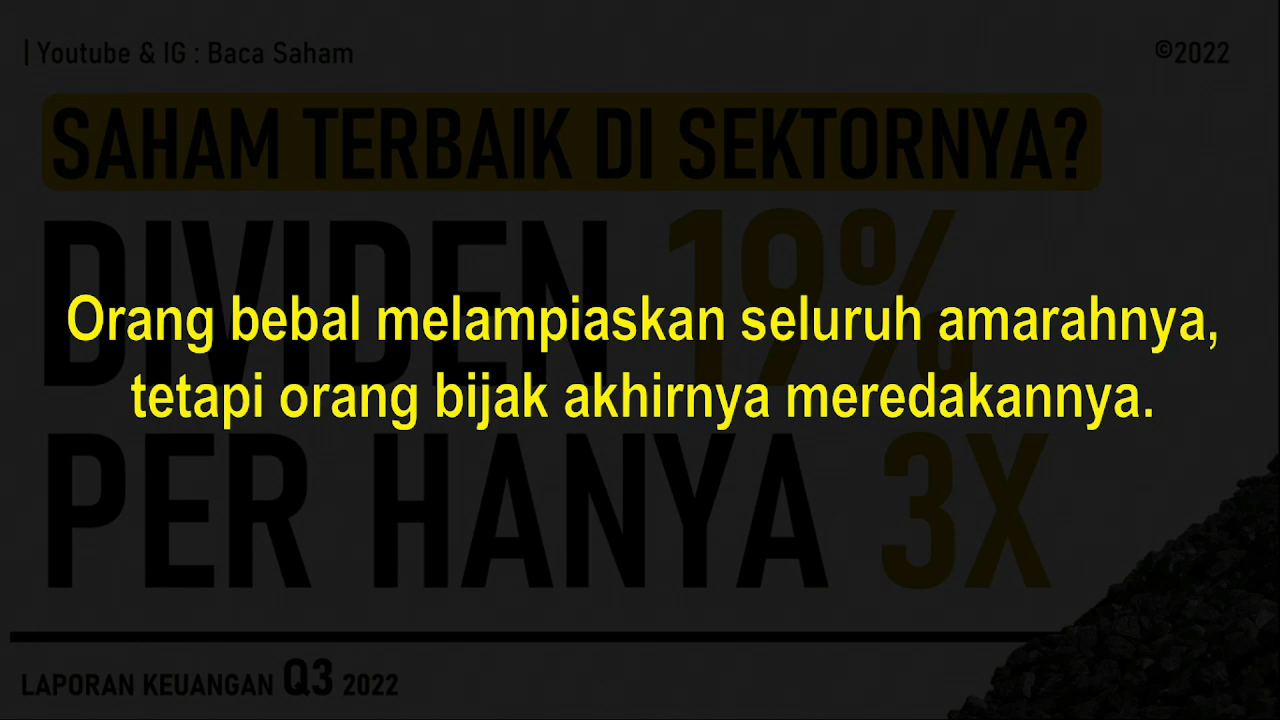 | Youtube & IG : Baca Saham
©2022
SAHAM TERBAIK DI SEKTORNYA?
DIVIDEN 19%
Orang bebal melampiaskan seluruh amarahnya,
tetapi orang bijak akhirnya meredakannya.
PER HANYA 3X
LAPORAN KEUANGAN Q3 2022